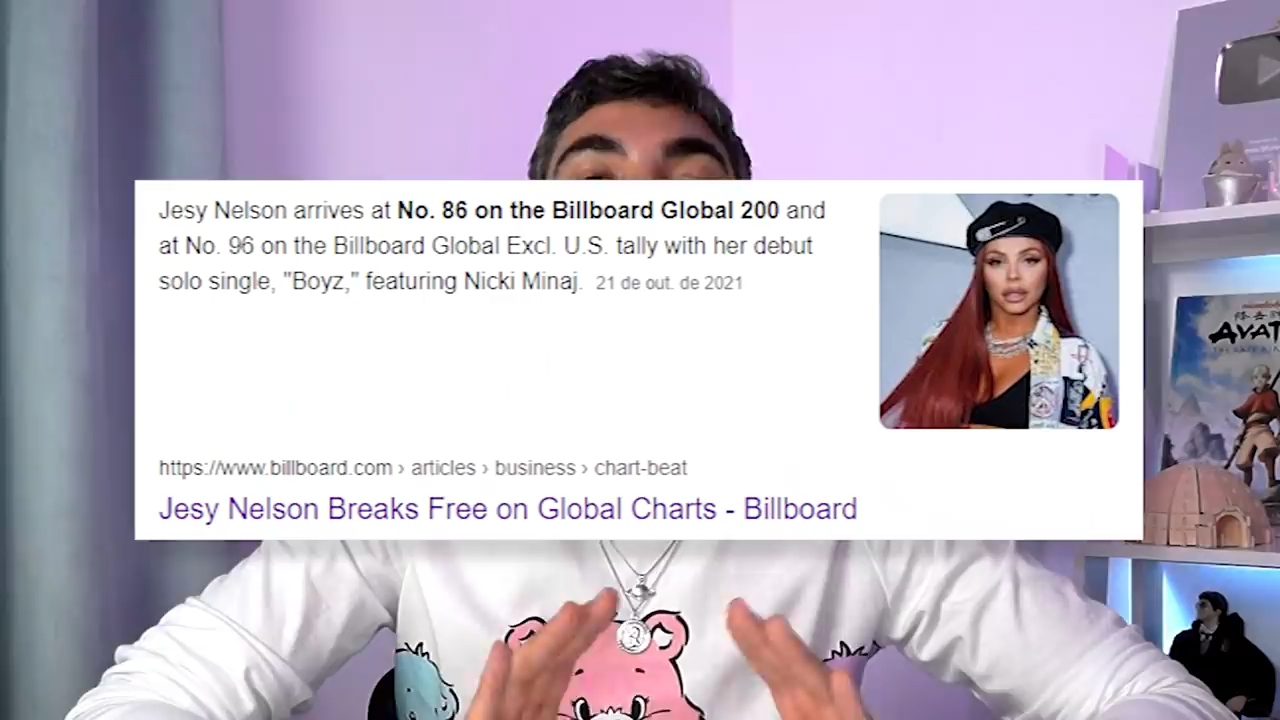 Jesy Nelson arrives at No. 86 on the Billboard Global 200 and
at No. 96 on the Billboard Global Excl. U.S. tally with her debut
solo single, "Boyz," featuring Nicki Minaj. 21 de out. de 2021
https://www.billboard.com › articles › business › chart-beat
Jesy Nelson Breaks Free on Global Charts - Billboard
AVAT